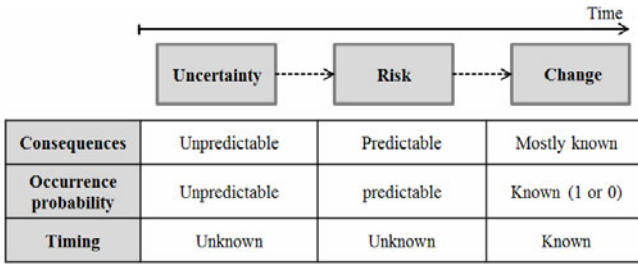 Time
Uncertainty Risk Change
Consequences Unpredictable Predictable Mostly known
Occurrence
probability Unpredictable predictable Known (1 or 0)
Timing Unknown Unknown Known